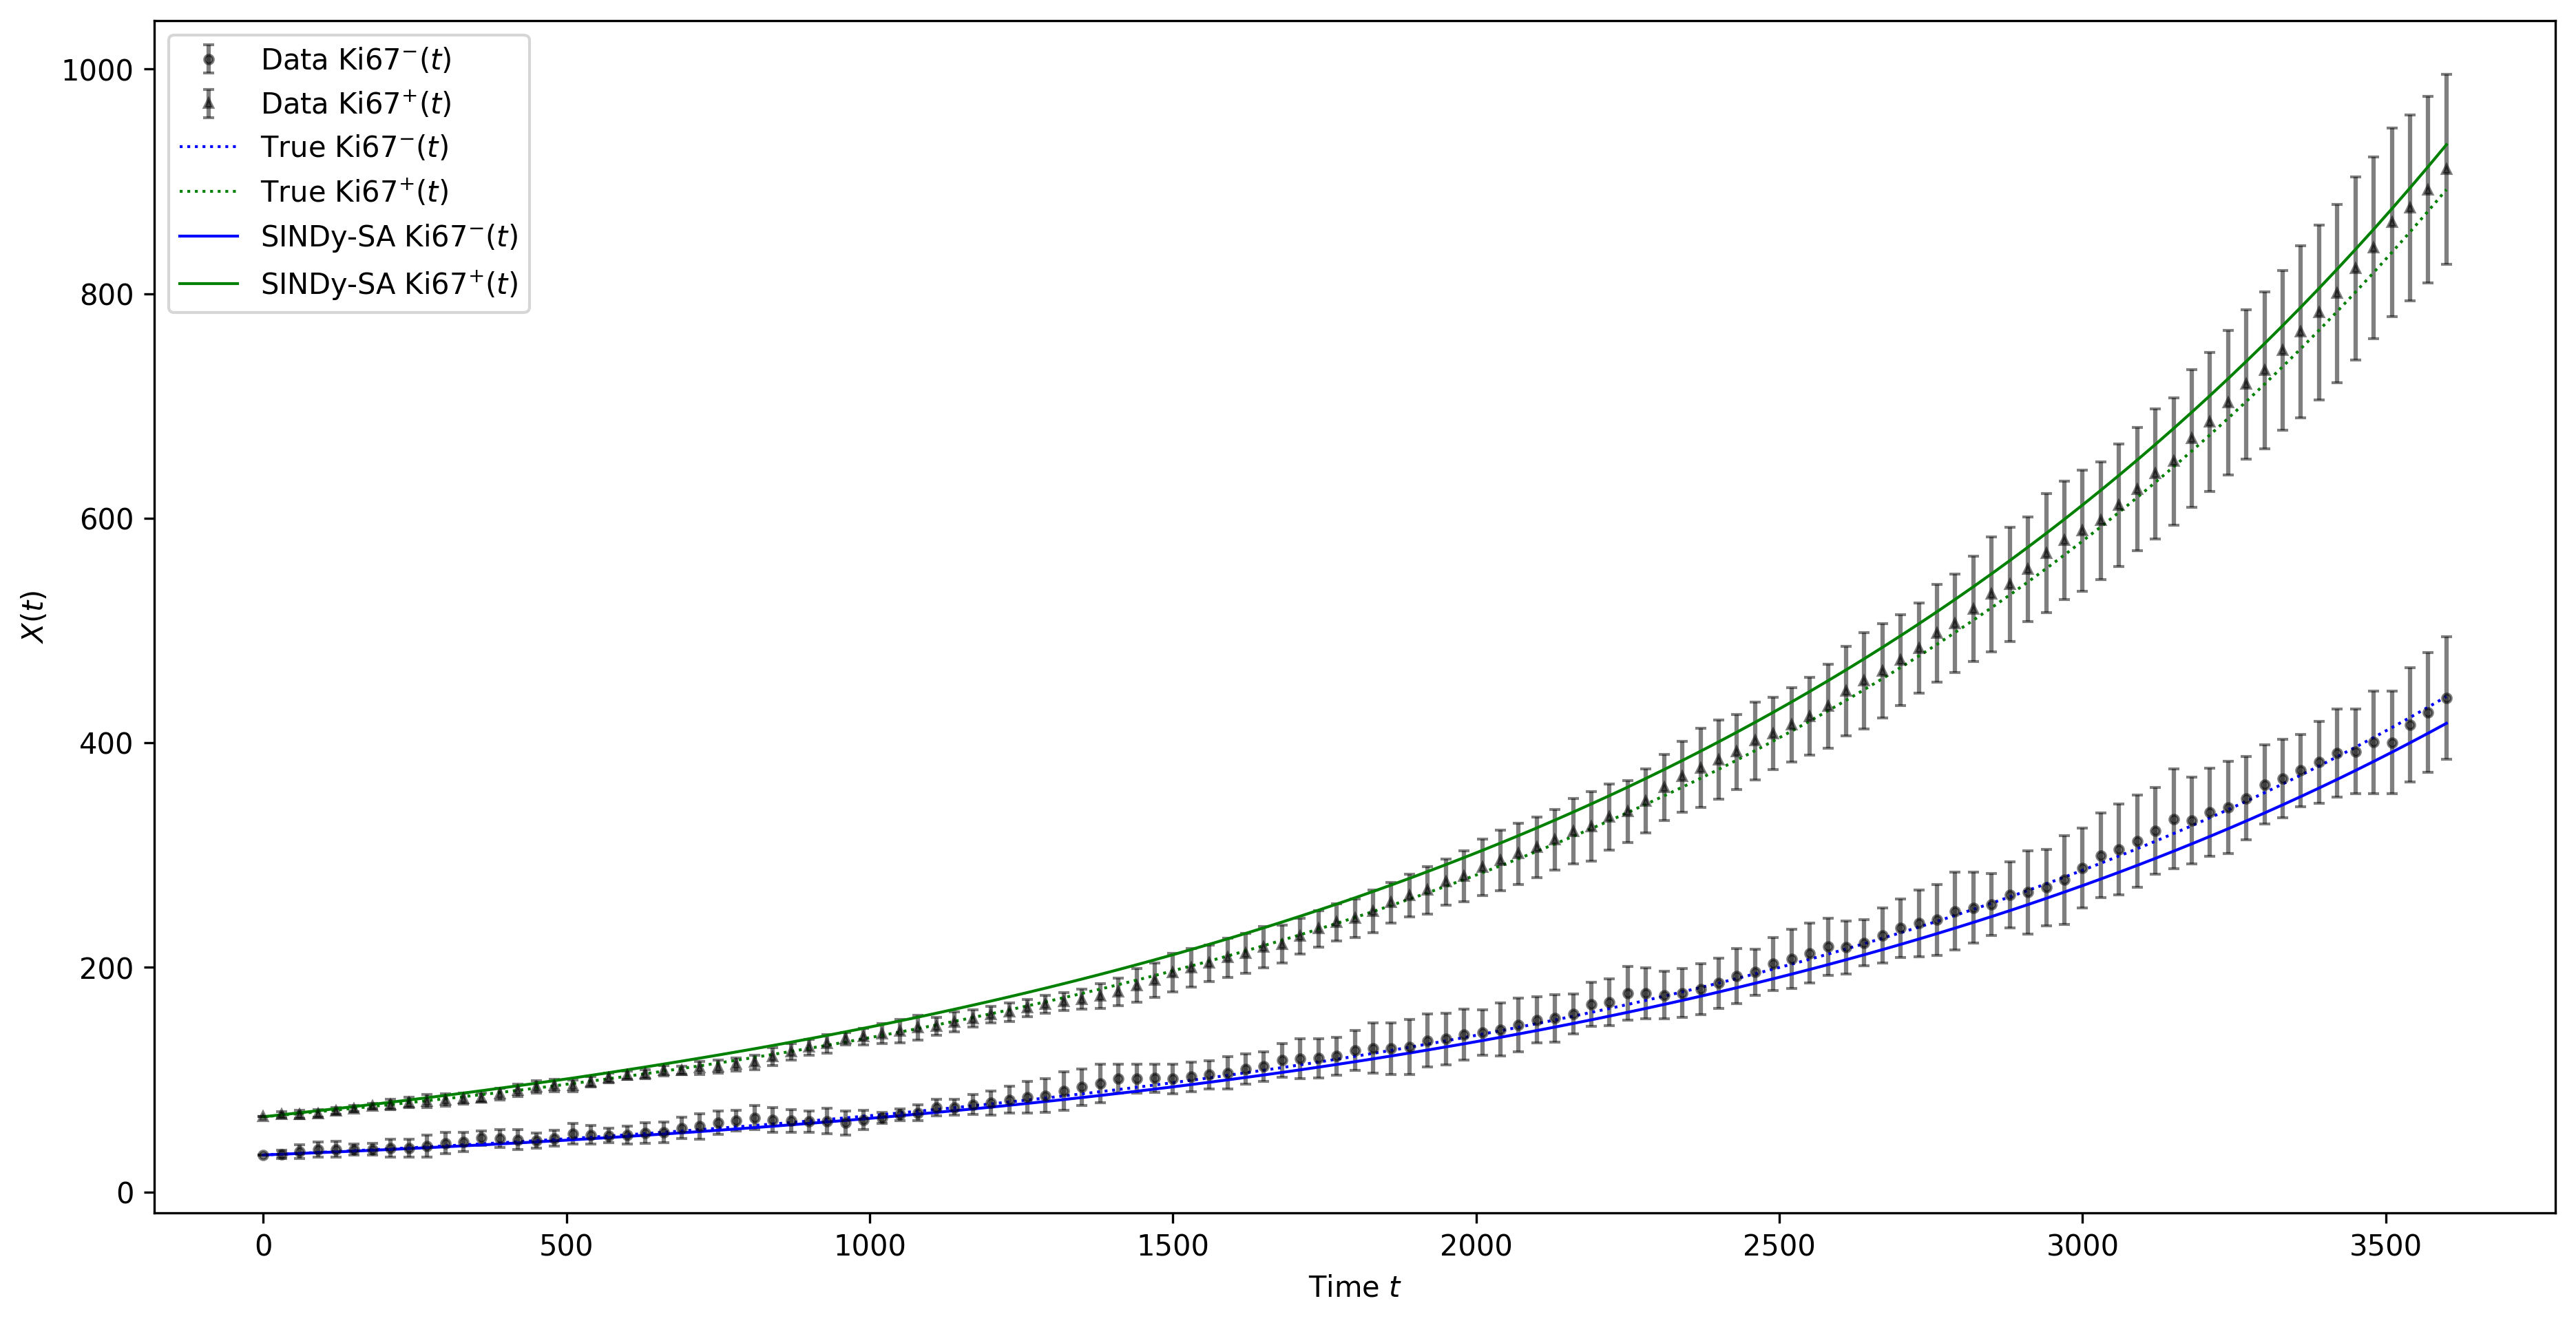 Data Ki67⁻(t)
Data Ki67⁺(t)
True Ki67⁻(t)
True Ki67⁺(t)
SINDy-SA Ki67⁻(t)
SINDy-SA Ki67⁺(t)
1000
800
600
400
200
0
X(t)
0 500 1000 1500 2000 2500 3000 3500
Time t